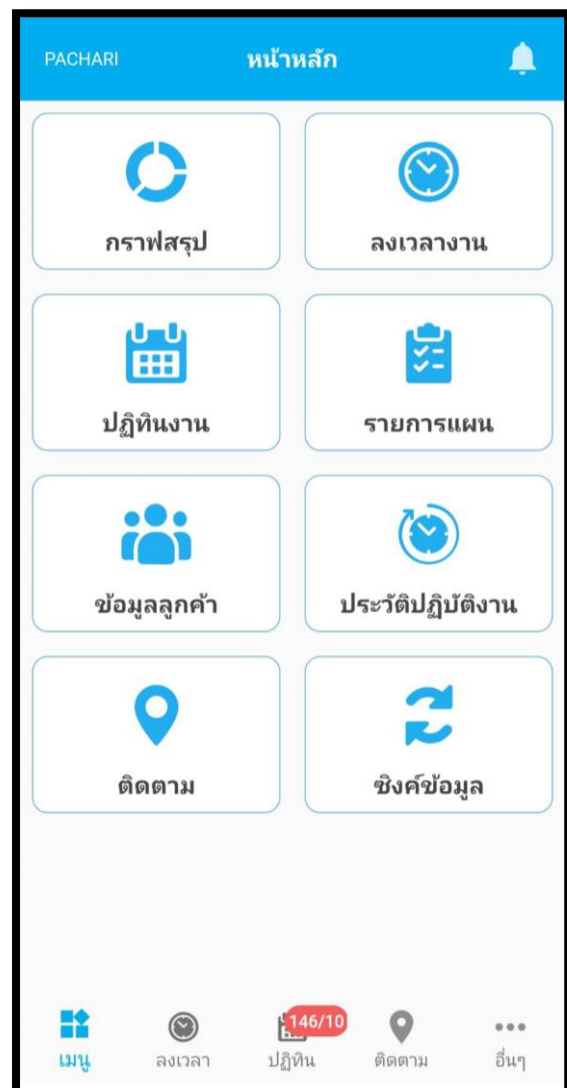 PACHARI
หน้าหลัก
กราฟสรุป
ลงเวลางาน
ปฏิทินงาน
รายการแผน
ข้อมูลลูกค้า
ประวัติปฏิบัติงาน
ติดตาม
ซิงค์ข้อมูล
146/10
เมนู
ลงเวลา
ปฏิทิน
ติดตาม
อื่นๆ